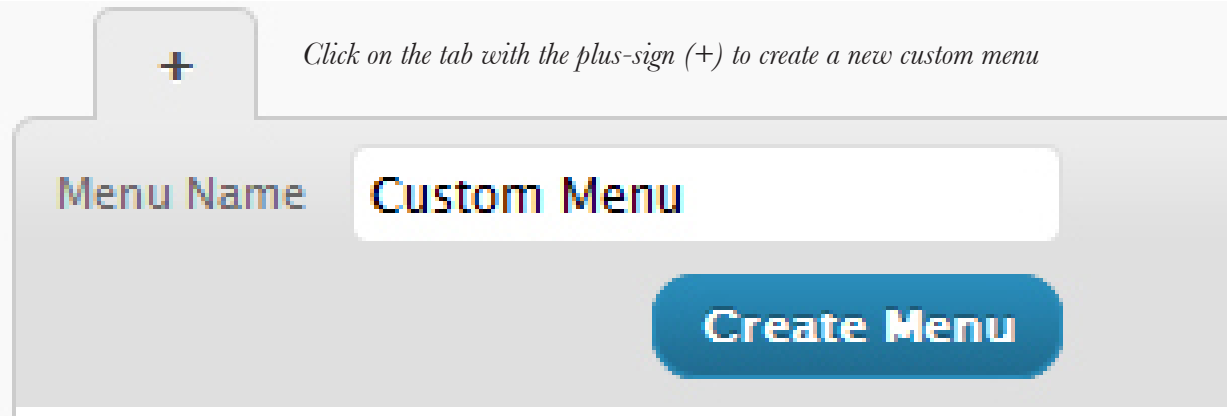 +
Click on the tab with the plus-sign (+) to create a new custom menu
Menu Name
Custom Menu
Create Menu